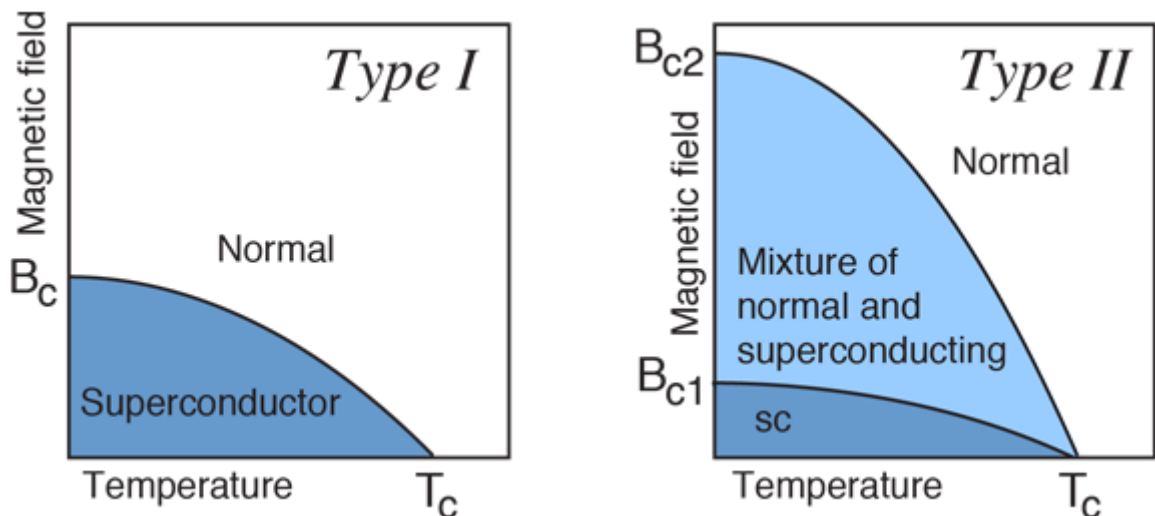 Type I
Magnetic field
Normal
Bc
Superconductor
Temperature
Tc
Type II
Bc2
Magnetic field
Normal
Mixture of
normal and
superconducting
Bc1
sc
Temperature
Tc